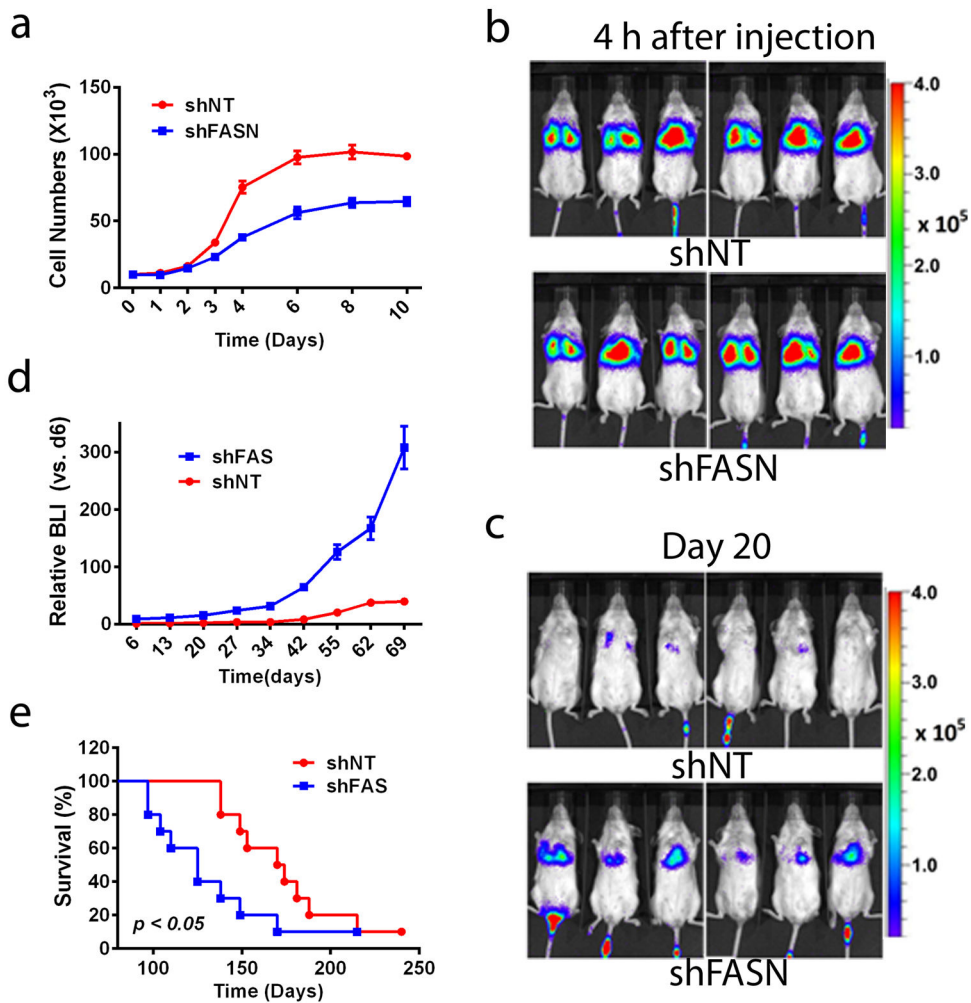 a
150
100
50
0
Cell Numbers (X10³)
shNT
shFASN
0 1 2 3 4 6 8 10
Time (Days)
b
4 h after injection
shNT
shFASN
4.0
3.0
x 10⁵
2.0
1.0
d
300
200
100
0
Relative BLI (vs. d6)
shFAS
shNT
6 13 20 27 34 42 55 62 69
Time(days)
c
Day 20
shNT
shFASN
4.0
3.0
x 10⁵
2.0
1.0
e
120
100
80
60
40
20
0
Survival (%)
shNT
shFAS
p < 0.05
100 150 200 250
Time (Days)